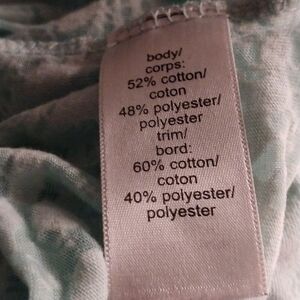 body/
corps:
52% cotton/
coton
48% polyester/
polyester
trim/
bord:
60% cotton/
coton
40% polyester/
polyester